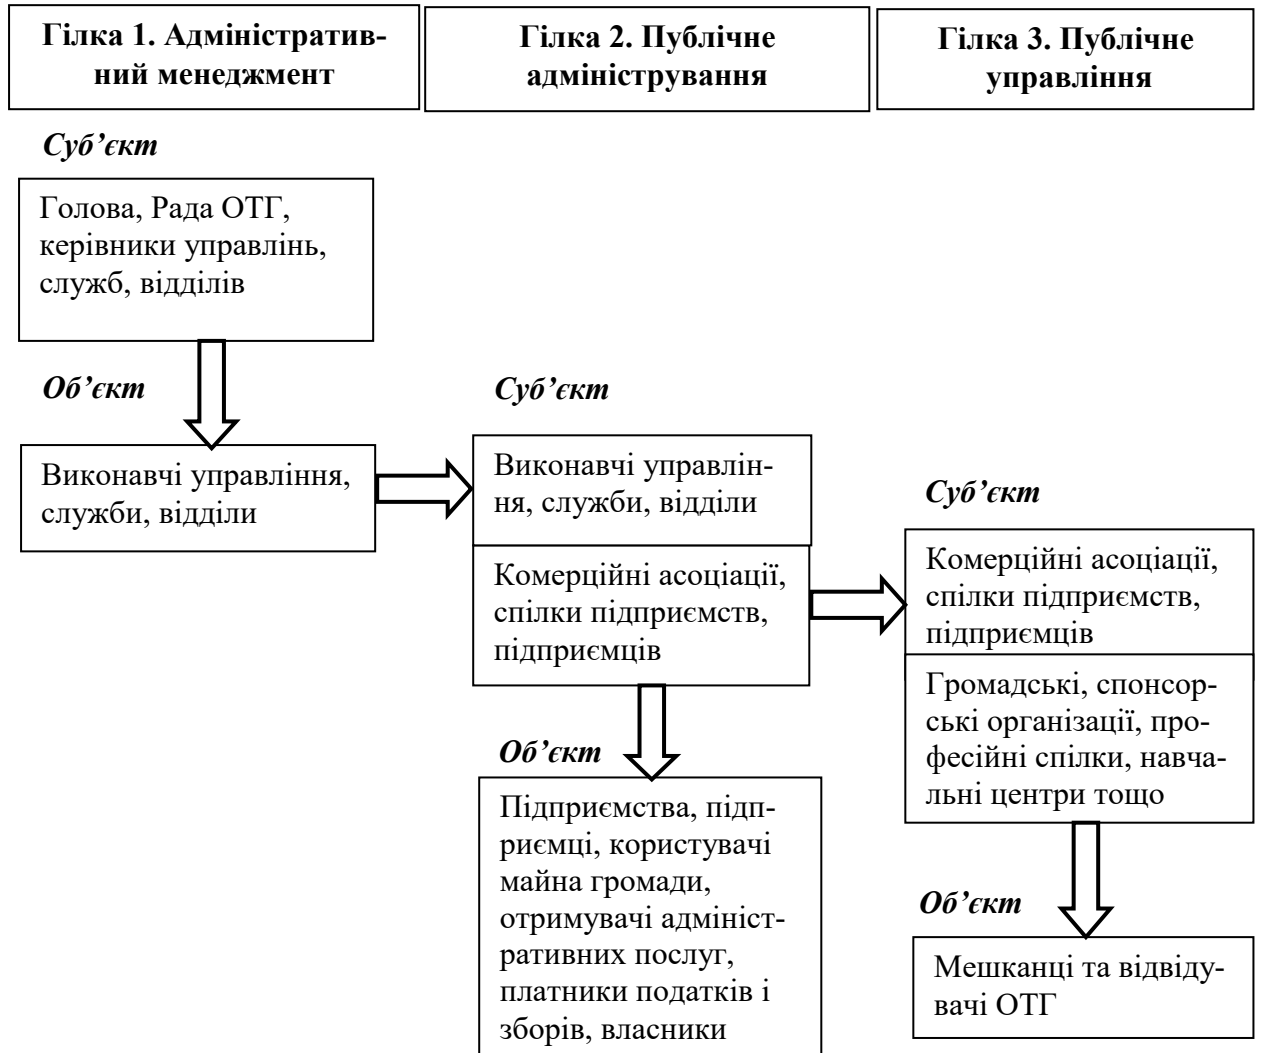 Гілка 1. Адміністратив-
ний менеджмент
Гілка 2. Публічне
адміністрування
Гілка 3. Публічне
управління
Суб’єкт
Голова, Рада ОТГ,
керівники управлінь,
служб, відділів
Об’єкт
Виконавчі управління,
служби, відділи
Суб’єкт
Виконавчі управлін-
ня, служби, відділи
Комерційні асоціації,
спілки підприємств,
підприємців
Об’єкт
Підприємства, підп-
риємці, користувачі
майна громади,
отримувачі адмініст-
ративних послуг,
платники податків і
зборів, власники
Суб’єкт
Комерційні асоціації,
спілки підприємств,
підприємців
Громадські, спонсор-
ські організації, про-
фесійні спілки, навча-
льні центри тощо
Об’єкт
Мешканці та відвіду-
вачі ОТГ